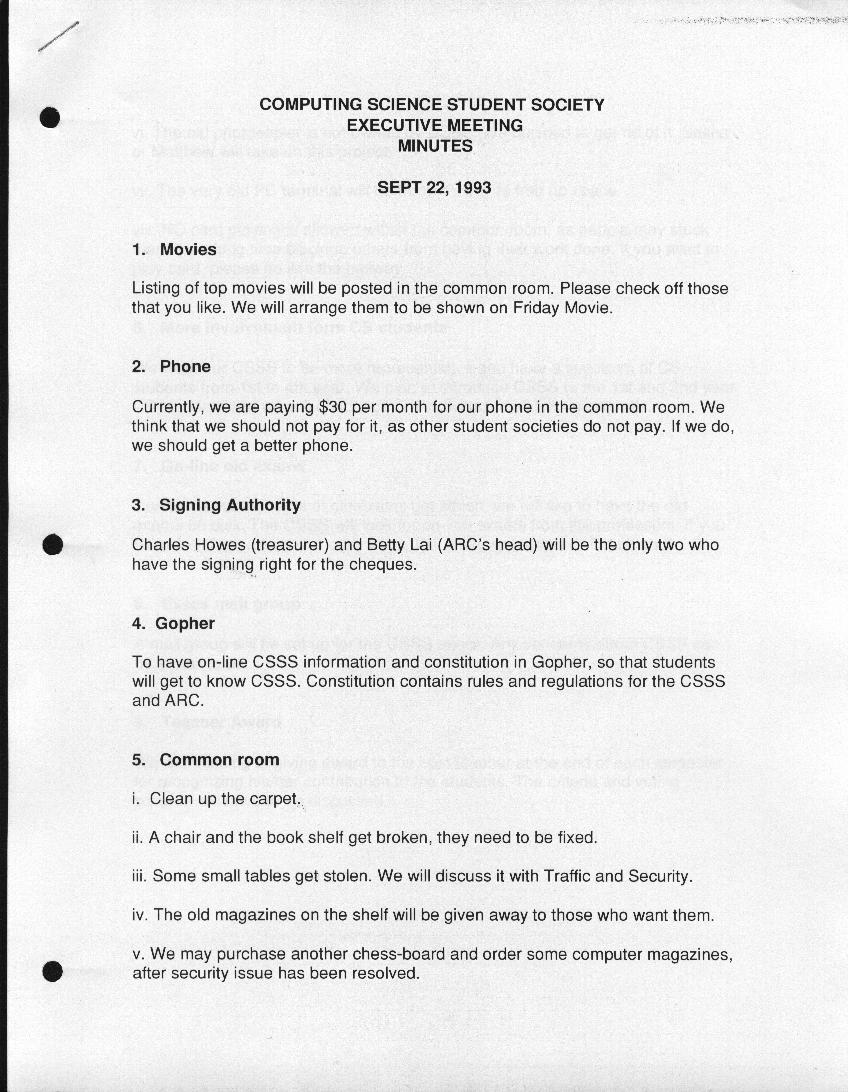 COMPUTING SCIENCE STUDENT SOCIETY
EXECUTIVE MEETING
MINUTES
SEPT 22, 1993
1. Movies
Listing of top movies will be posted in the common room. Please check off those
that you like. We will arrange them to be shown on Friday Movie.
2. Phone
Currently, we are paying $30 per month for our phone in the common room. We
think that we should not pay for it, as other student societies do not pay. If we do,
we should get a better phone.
3. Signing Authority
Charles Howes (treasurer) and Betty Lai (ARC's head) will be the only two who
have the signing right for the cheques.
4. Gopher
To have on-line CSSS information and constitution in Gopher, so that students
will get to know CSSS. Constitution contains rules and regulations for the CSSS
and ARC.
5. Common room
i. Clean up the carpet.
ii. A chair and the book shelf get broken, they need to be fixed.
iii. Some small tables get stolen. We will discuss it with Traffic and Security.
iv. The old magazines on the shelf will be given away to those who want them.
v. We may purchase another chess-board and order some computer magazines,
after security issue has been resolved.